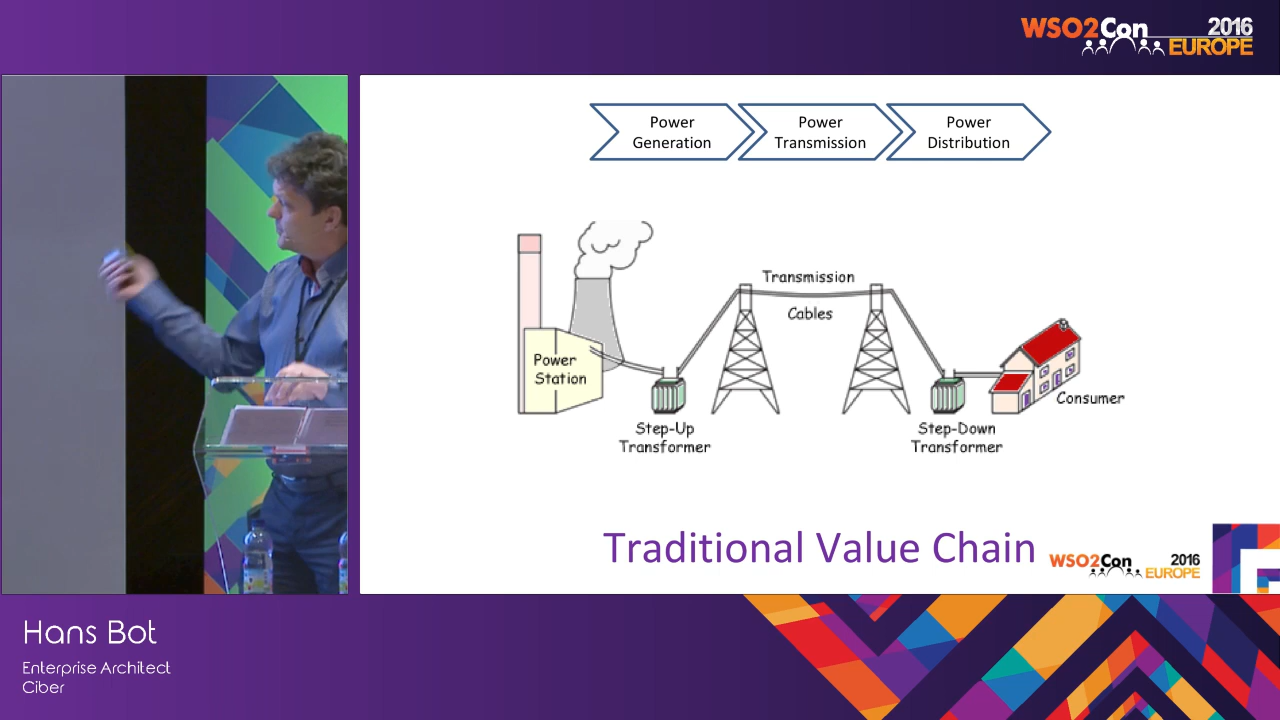 WSO2Con 2016
EUROPE
Power
Generation
Power
Transmission
Power
Distribution
Transmission
Cables
Power
Station
Consumer
Step-Up
Transformer
Step-Down
Transformer
Traditional Value Chain
WSO2Con 2016
EUROPE
Hans Bot
Enterprise Architect
Ciber